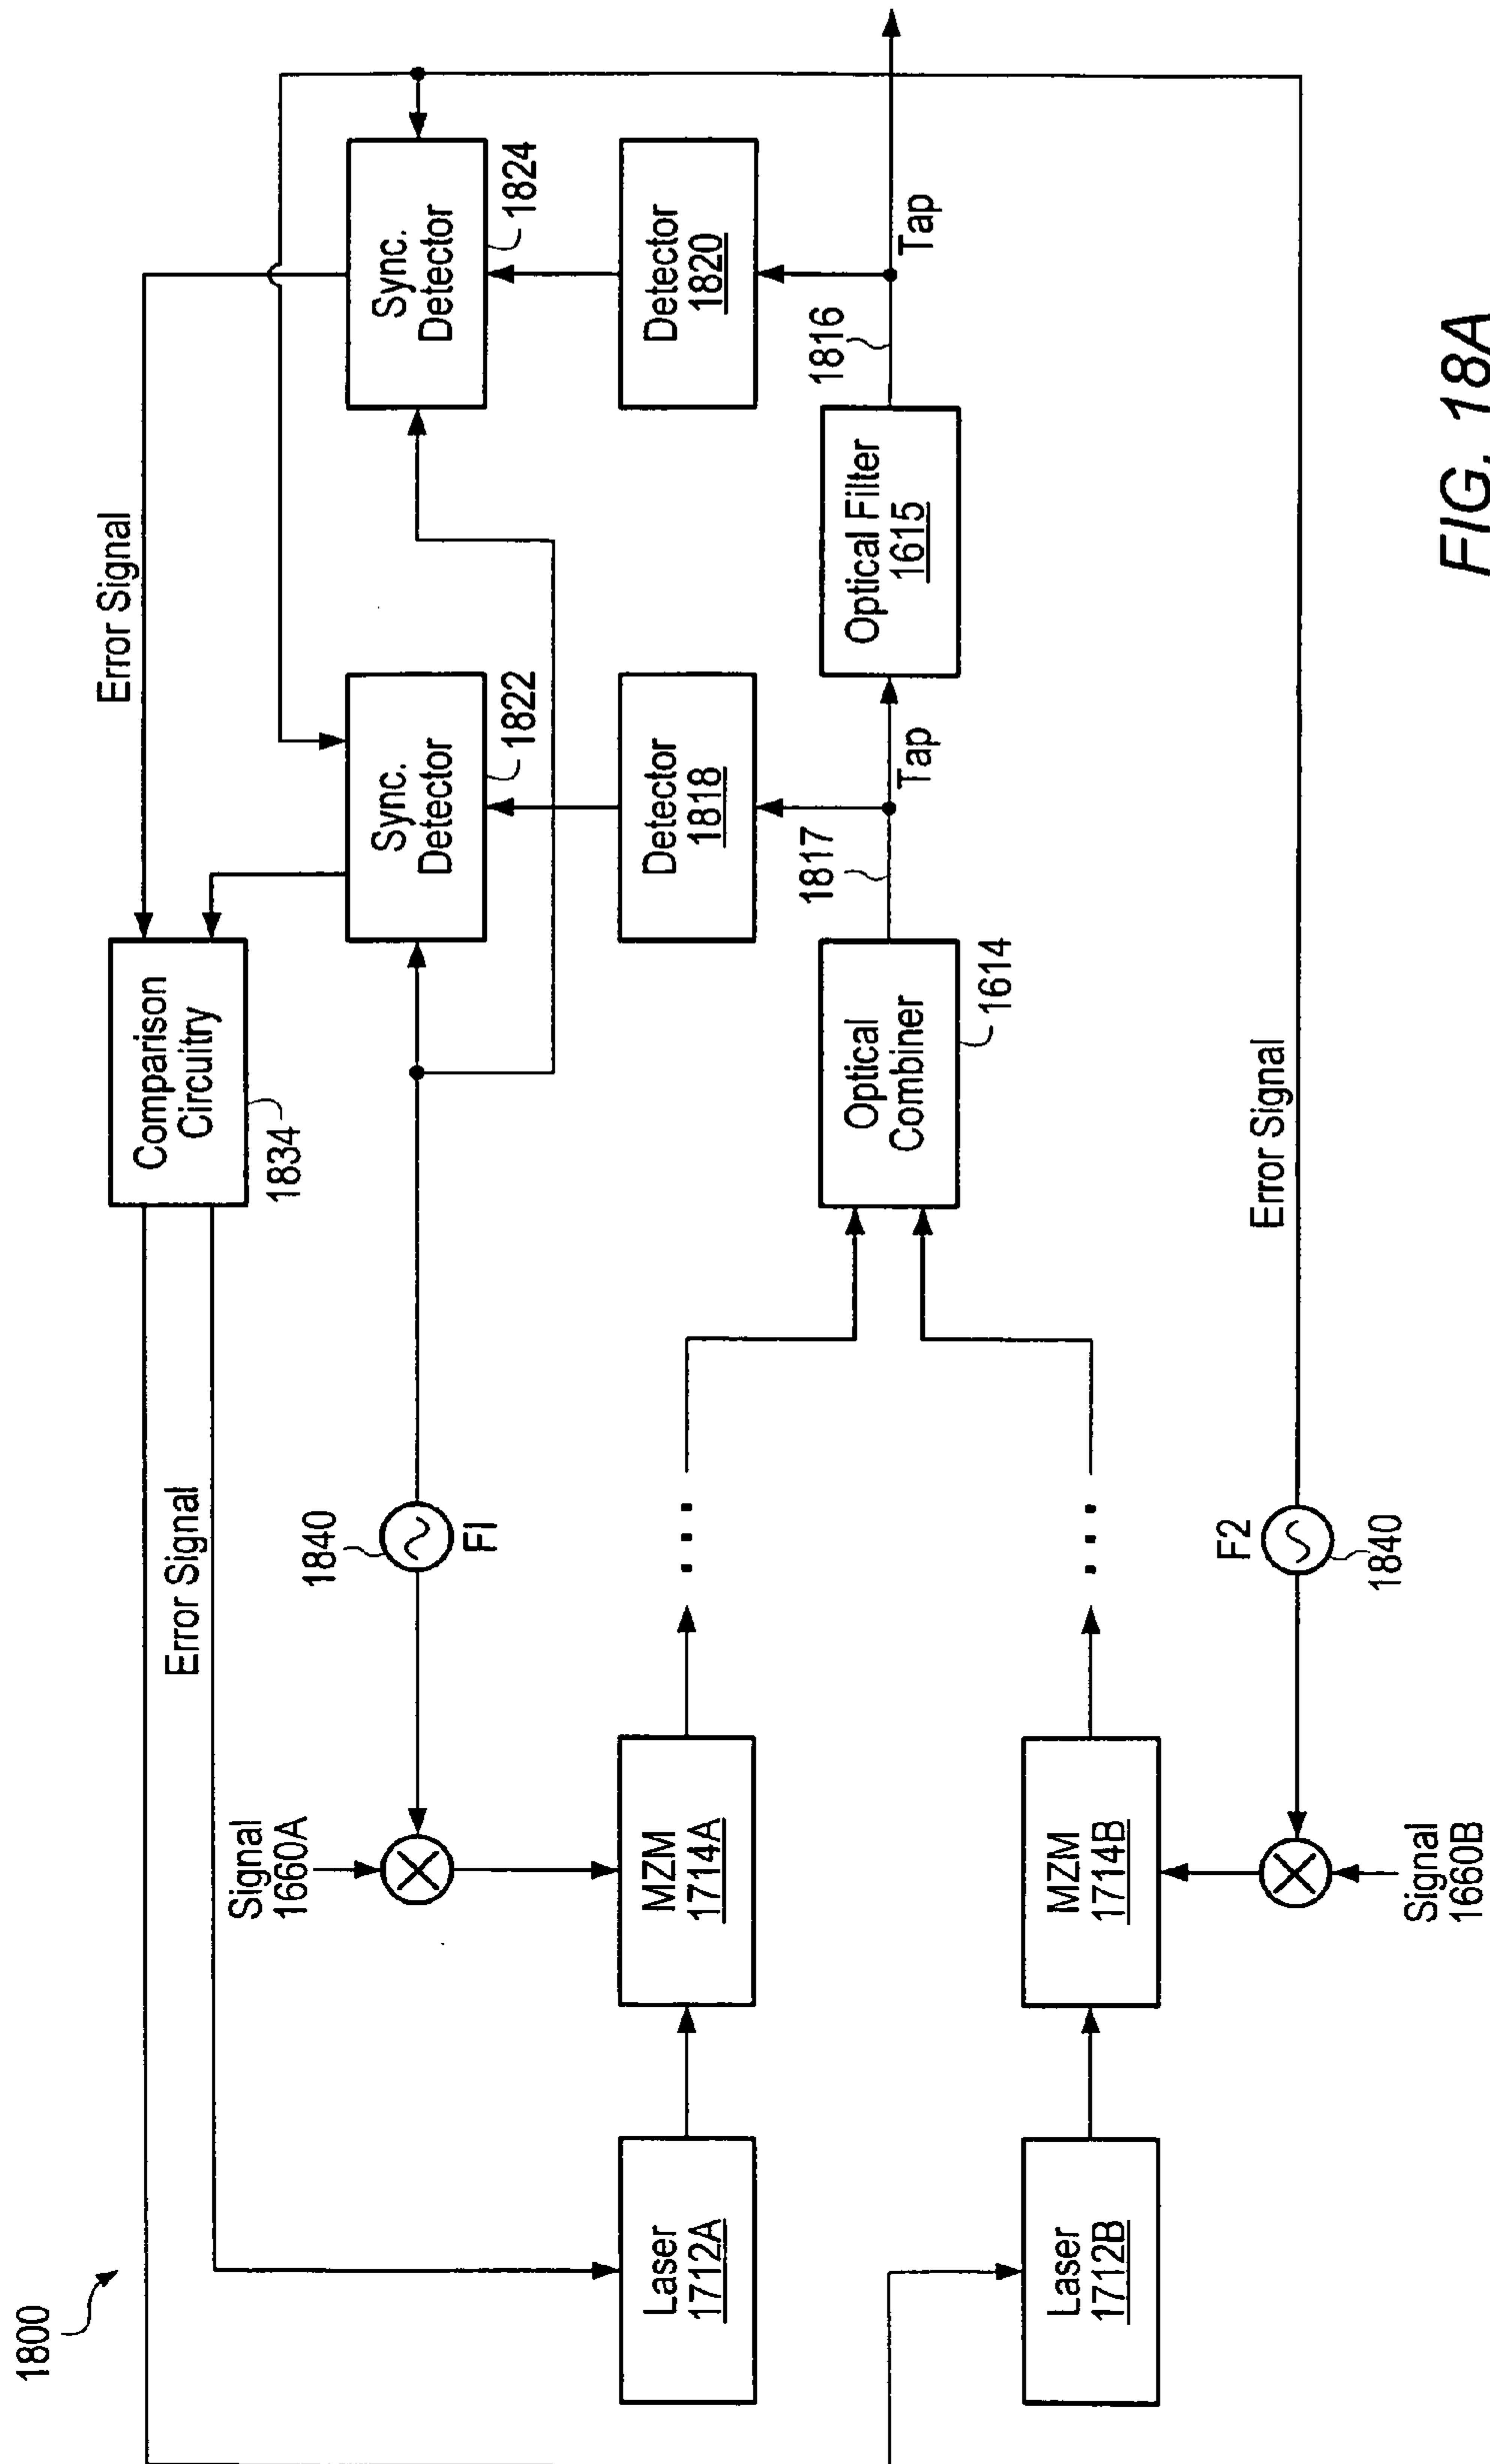 1800
Error Signal
Comparison
Circuitry
1834
Error Signal
Signal
1660A
1840
F1
Sync.
Detector
1822
Sync.
Detector
1824
Laser
1712A
MZM
1714A
Detector
1818
Detector
1820
1817
Tap
1816
Tap
Optical
Combiner
1614
Optical Filter
1615
Laser
1712B
MZM
1714B
F2
1840
Error Signal
Signal
1660B
FIG. 18A